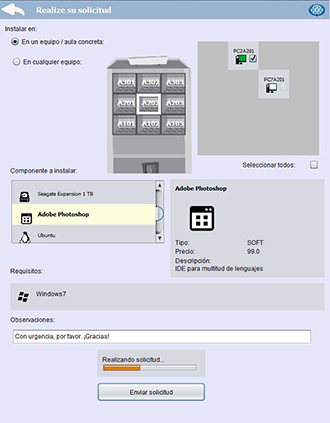 Realize su solicitud
Instalar en:
En un equipo / aula concreta:
En cualquier equipo:
A301 A302 A303
A201 A202 A203
A101 A102 A103
PC2A201
PC7A201
Seleccionar todos:
Componente a instalar:
Seagate Expansion 1 TB
Adobe Photoshop
Ubuntu
Adobe Photoshop
Tipo: SOFT
Precio: 99.0
Descripción:
IDE para multitud de lenguajes
Requisitos:
Windows7
Observaciones:
Con urgencia, por favor. ¡Gracias!
Realizando solicitud...
Enviar solicitud